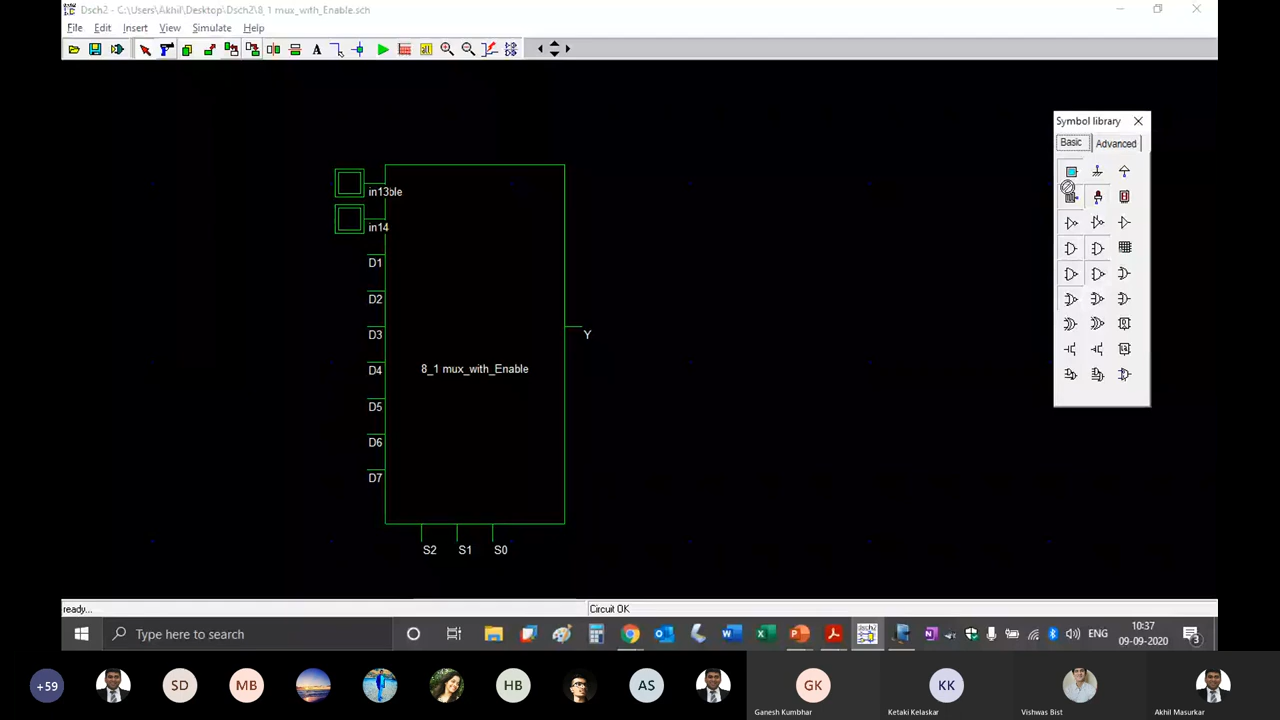 Dsch2 - C:\Users\Akhil\Desktop\Dsch2\8_1 mux_with_Enable.sch
File Edit Insert View Simulate Help
Symbol library
Basic Advanced
in13ble
in14
D1
D2
D3
D4
D5
D6
D7
8_1 mux_with_Enable
Y
S2 S1 S0
ready... Circuit OK
Type here to search
ENG
10:37
09-09-2020
3
+59 SD MB HB AS GK KK
Ganesh Kumbhar Ketaki Kelaskar Vishwas Bist Akhil Masurkar